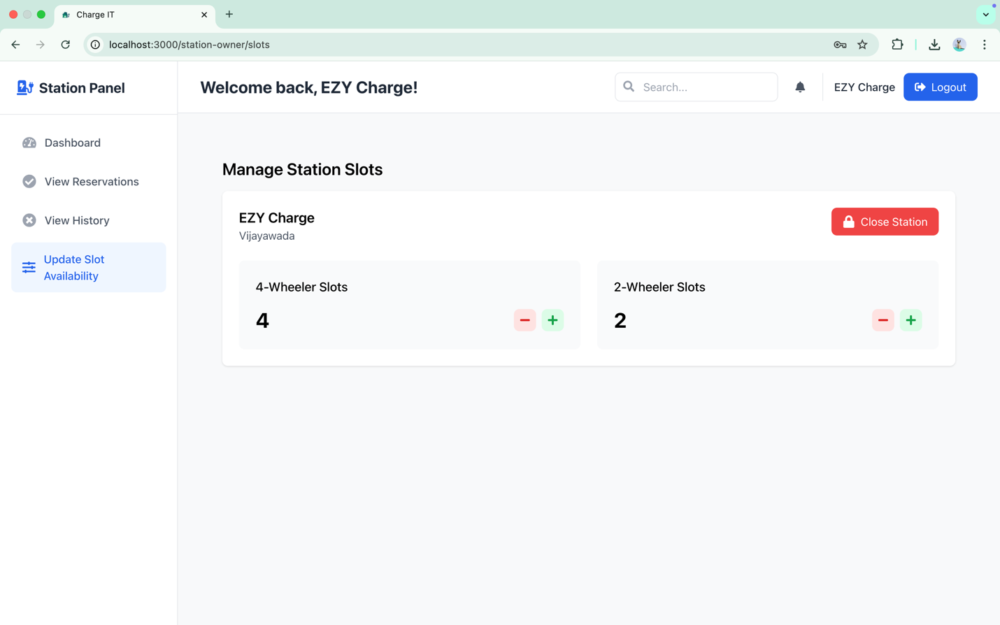 Charge IT
localhost:3000/station-owner/slots
Station Panel
Welcome back, EZY Charge!
Search...
EZY Charge
Logout
Dashboard
View Reservations
View History
Update Slot
Availability
Manage Station Slots
EZY Charge
Vijayawada
Close Station
4-Wheeler Slots
4
2-Wheeler Slots
2